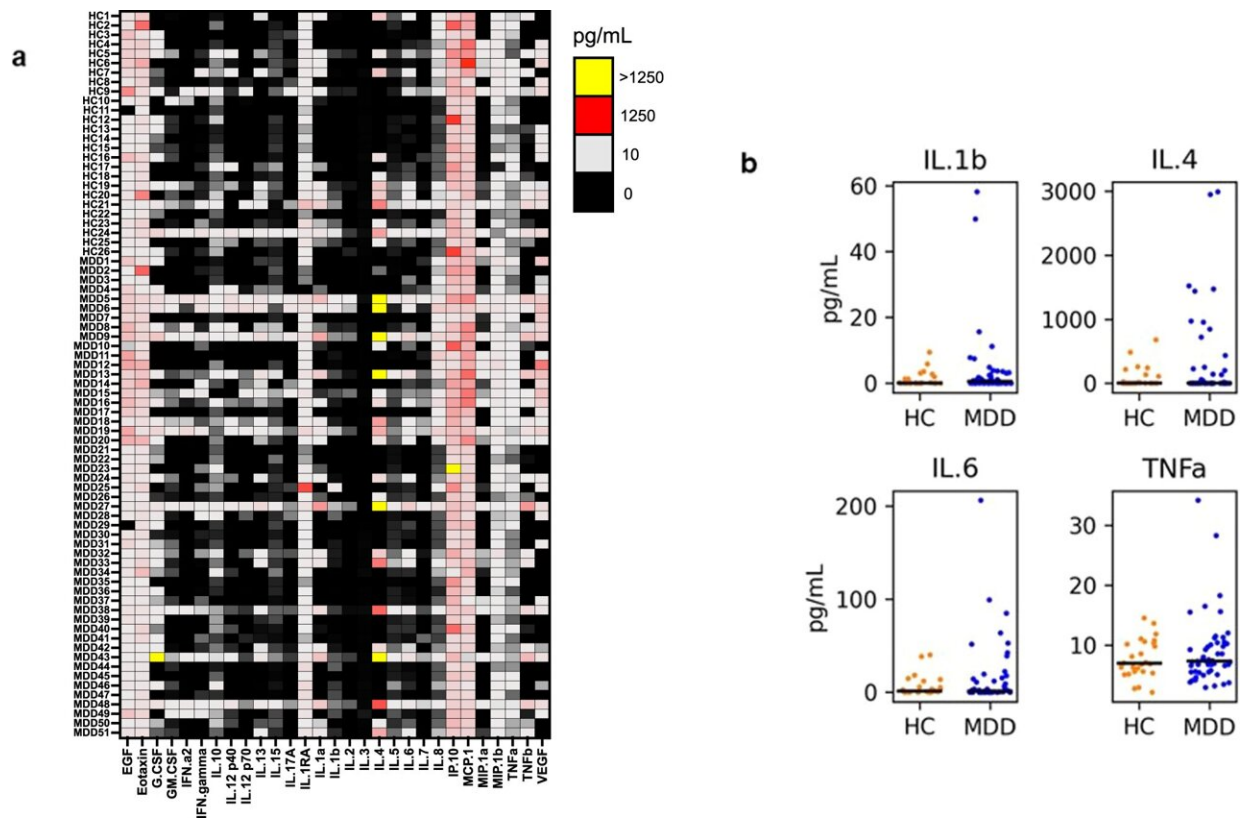 a
HC1
HC2
HC3
HC4
HC5
HC6
HC7
HC8
HC9
HC10
HC11
HC12
HC13
HC14
HC15
HC16
HC17
HC18
HC19
HC20
HC21
HC22
HC23
HC24
HC25
HC26
MDD1
MDD2
MDD3
MDD4
MDD5
MDD6
MDD7
MDD8
MDD9
MDD10
MDD11
MDD12
MDD13
MDD14
MDD15
MDD16
MDD17
MDD18
MDD19
MDD20
MDD21
MDD22
MDD23
MDD24
MDD25
MDD26
MDD27
MDD28
MDD29
MDD30
MDD31
MDD32
MDD33
MDD34
MDD35
MDD36
MDD37
MDD38
MDD39
MDD40
MDD41
MDD42
MDD43
MDD44
MDD45
MDD46
MDD47
MDD48
MDD49
MDD50
MDD51
EGF
Eotaxin
G.CSF
GM.CSF
IFN.a2
IFN.gamma
IL.10
IL.12 p40
IL.12 p70
IL.13
IL.15
IL.17A
IL.1RA
IL.1a
IL.1b
IL.2
IL.3
IL.4
IL.5
IL.6
IL.7
IL.8
IP.10
MCP.1
MIP.1a
MIP.1b
TNFa
TNFb
VEGF
pg/mL
>1250
1250
10
0
b
IL.1b
pg/mL
60
40
20
0
HC MDD
IL.4
3000
2000
1000
0
HC MDD
IL.6
pg/mL
200
100
0
HC MDD
TNFa
30
20
10
HC MDD